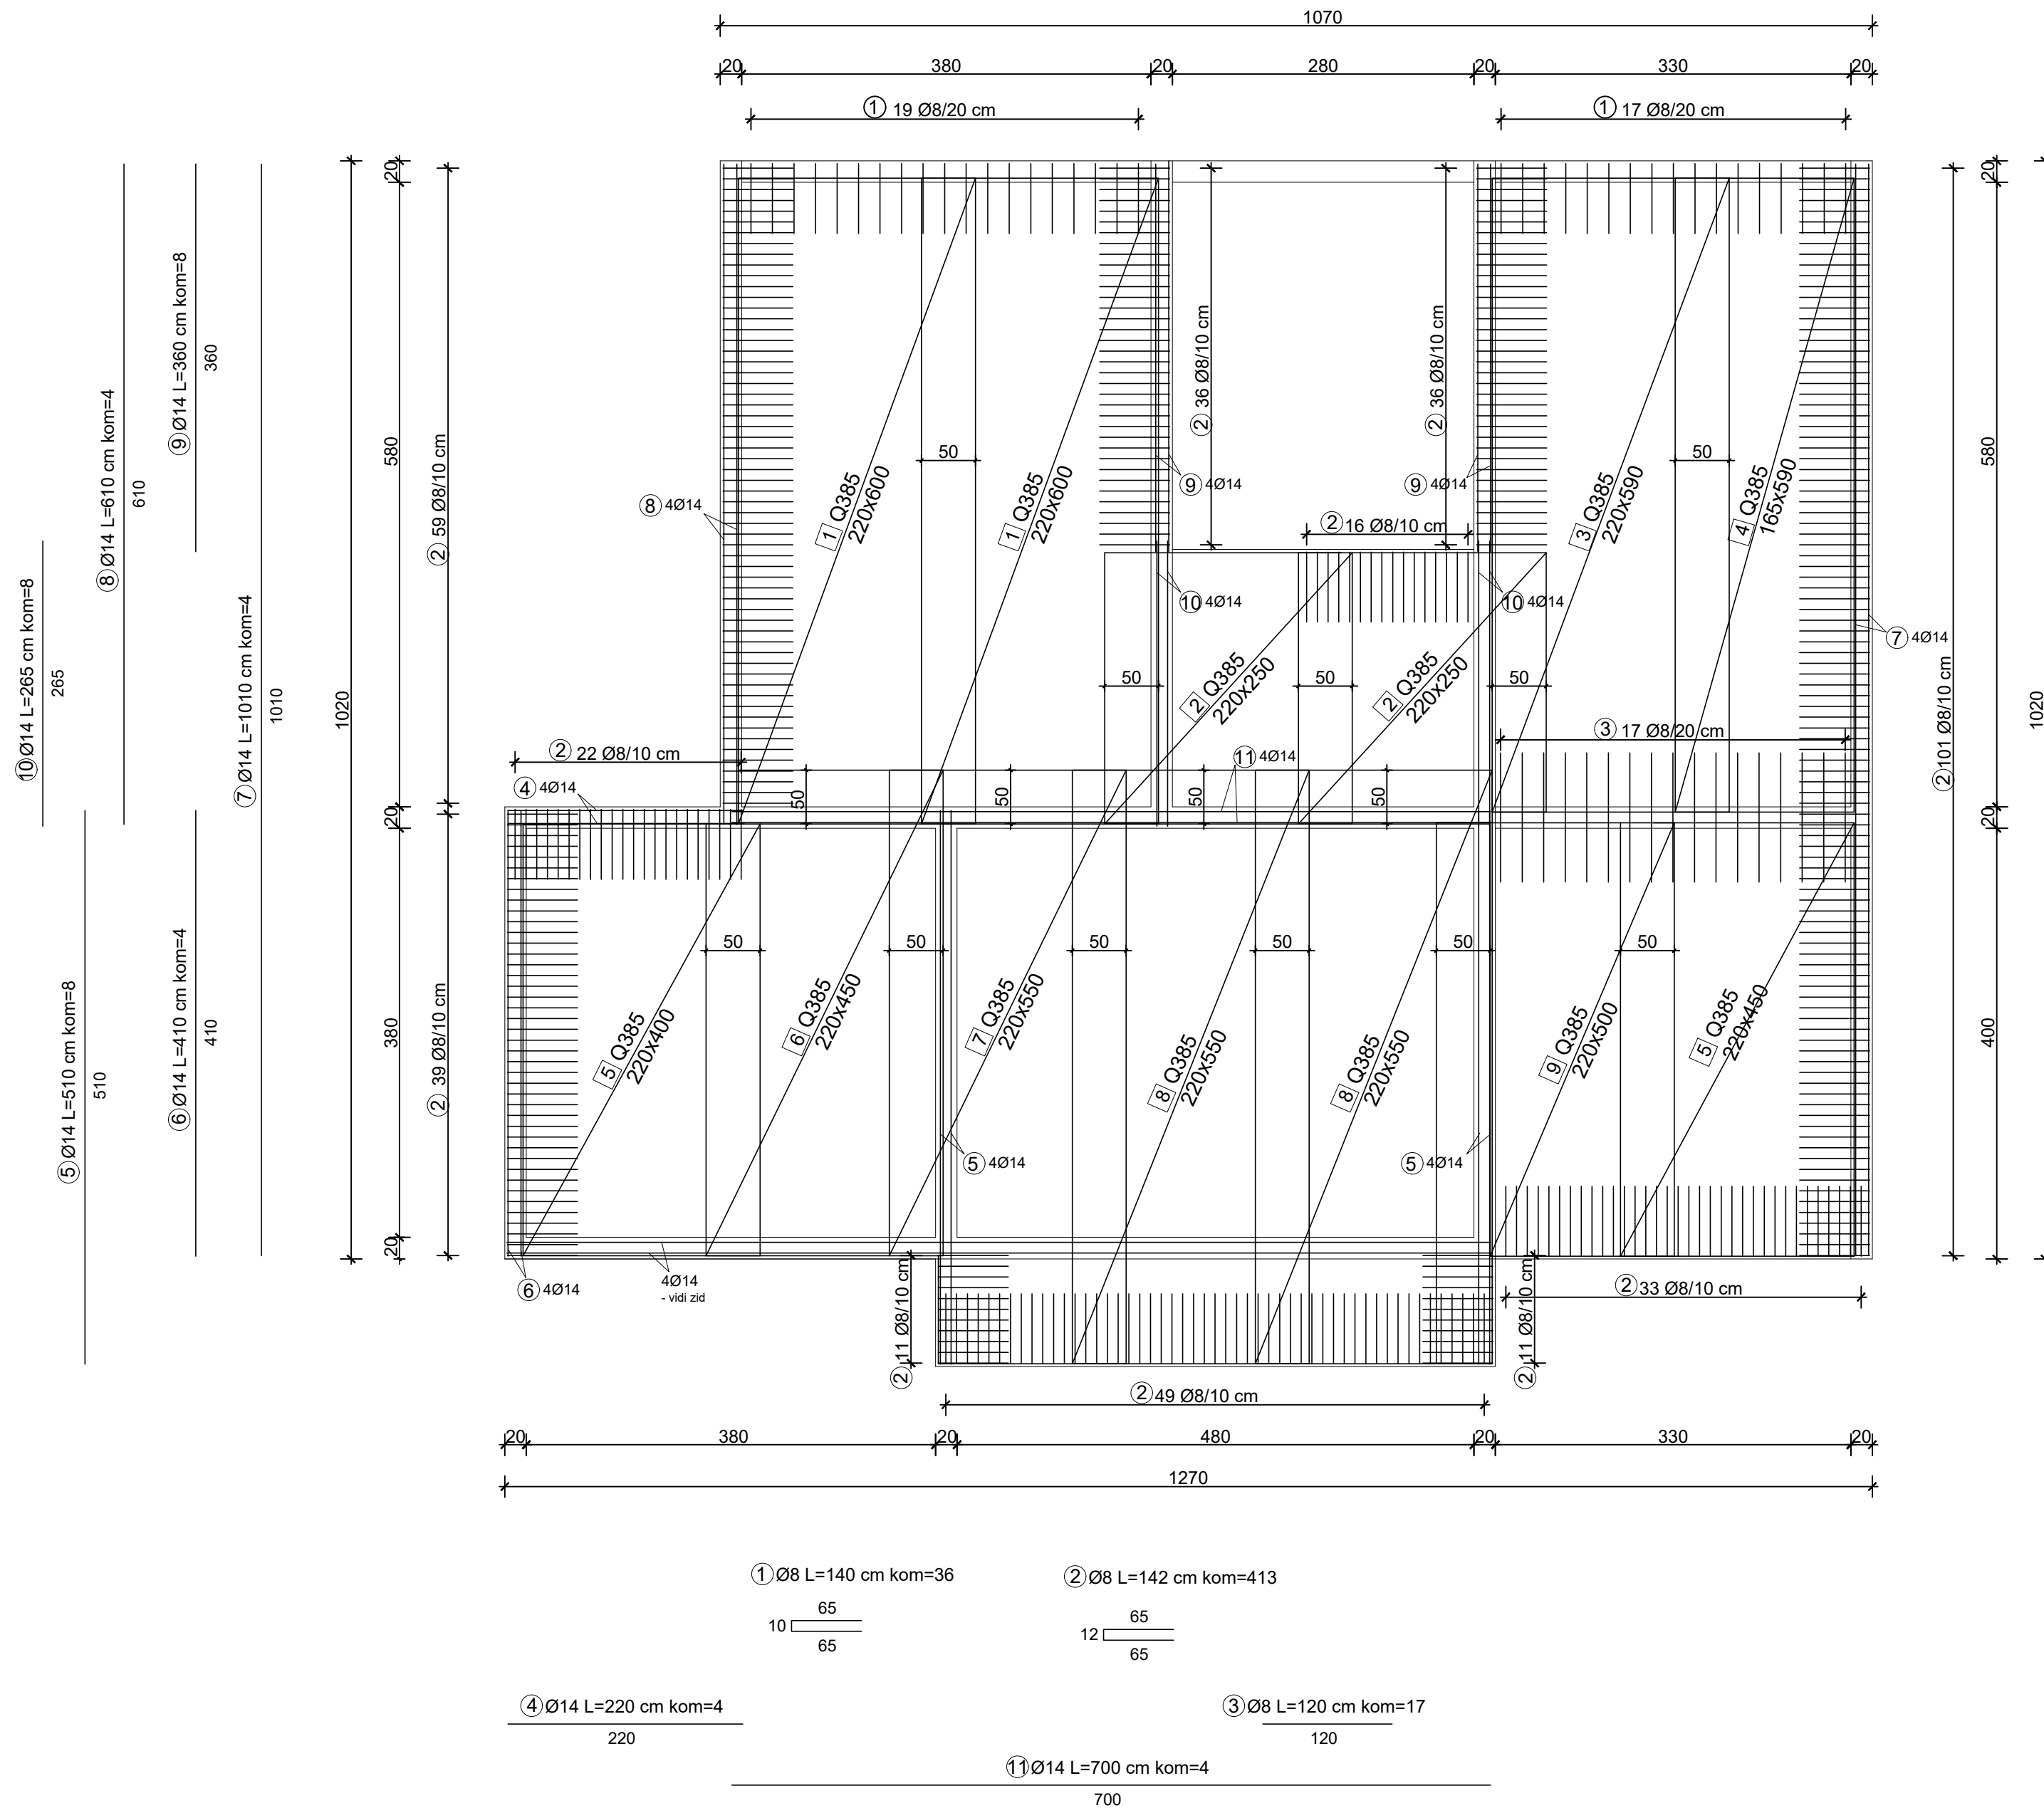 1070
20 380 20 280 20 330 20
① 19 Ø8/20 cm
① 17 Ø8/20 cm
⑩ Ø14 L=265 cm kom=8
265
⑤ Ø14 L=510 cm kom=8
510
⑧ Ø14 L=610 cm kom=4
610
⑨ Ø14 L=360 cm kom=8
360
⑥ Ø14 L=410 cm kom=4
410
⑦ Ø14 L=1010 cm kom=4
1010
1020
20
580
20
380
20
② 59 Ø8/10 cm
② 39 Ø8/10 cm
⑧ 4Ø14
1 Q385
220x600
50
1 Q385
220x600
② 36 Ø8/10 cm
② 36 Ø8/10 cm
⑨ 4Ø14
⑨ 4Ø14
② 16 Ø8/10 cm
⑩ 4Ø14
⑩ 4Ø14
3 Q385
220x590
50
4 Q385
165x590
⑦ 4Ø14
② 101 Ø8/10 cm
20
580
20
400
1020
50
2 Q385
220x250
50
2 Q385
220x250
50
③ 17 Ø8/20 cm
② 22 Ø8/10 cm
④ 4Ø14
⑪ 4Ø14
50
50
50
50
50
50
50
50
50
50
5 Q385
220x400
6 Q385
220x450
7 Q385
220x550
8 Q385
220x550
8 Q385
220x550
9 Q385
220x500
5 Q385
220x450
⑤ 4Ø14
⑤ 4Ø14
⑥ 4Ø14
4Ø14
- vidi zid
② 11 Ø8/10 cm
② 11 Ø8/10 cm
② 33 Ø8/10 cm
② 49 Ø8/10 cm
20 380 20 480 20 330 20
1270
① Ø8 L=140 cm kom=36
65
10
65
② Ø8 L=142 cm kom=413
65
12
65
④ Ø14 L=220 cm kom=4
220
③ Ø8 L=120 cm kom=17
120
⑪ Ø14 L=700 cm kom=4
700